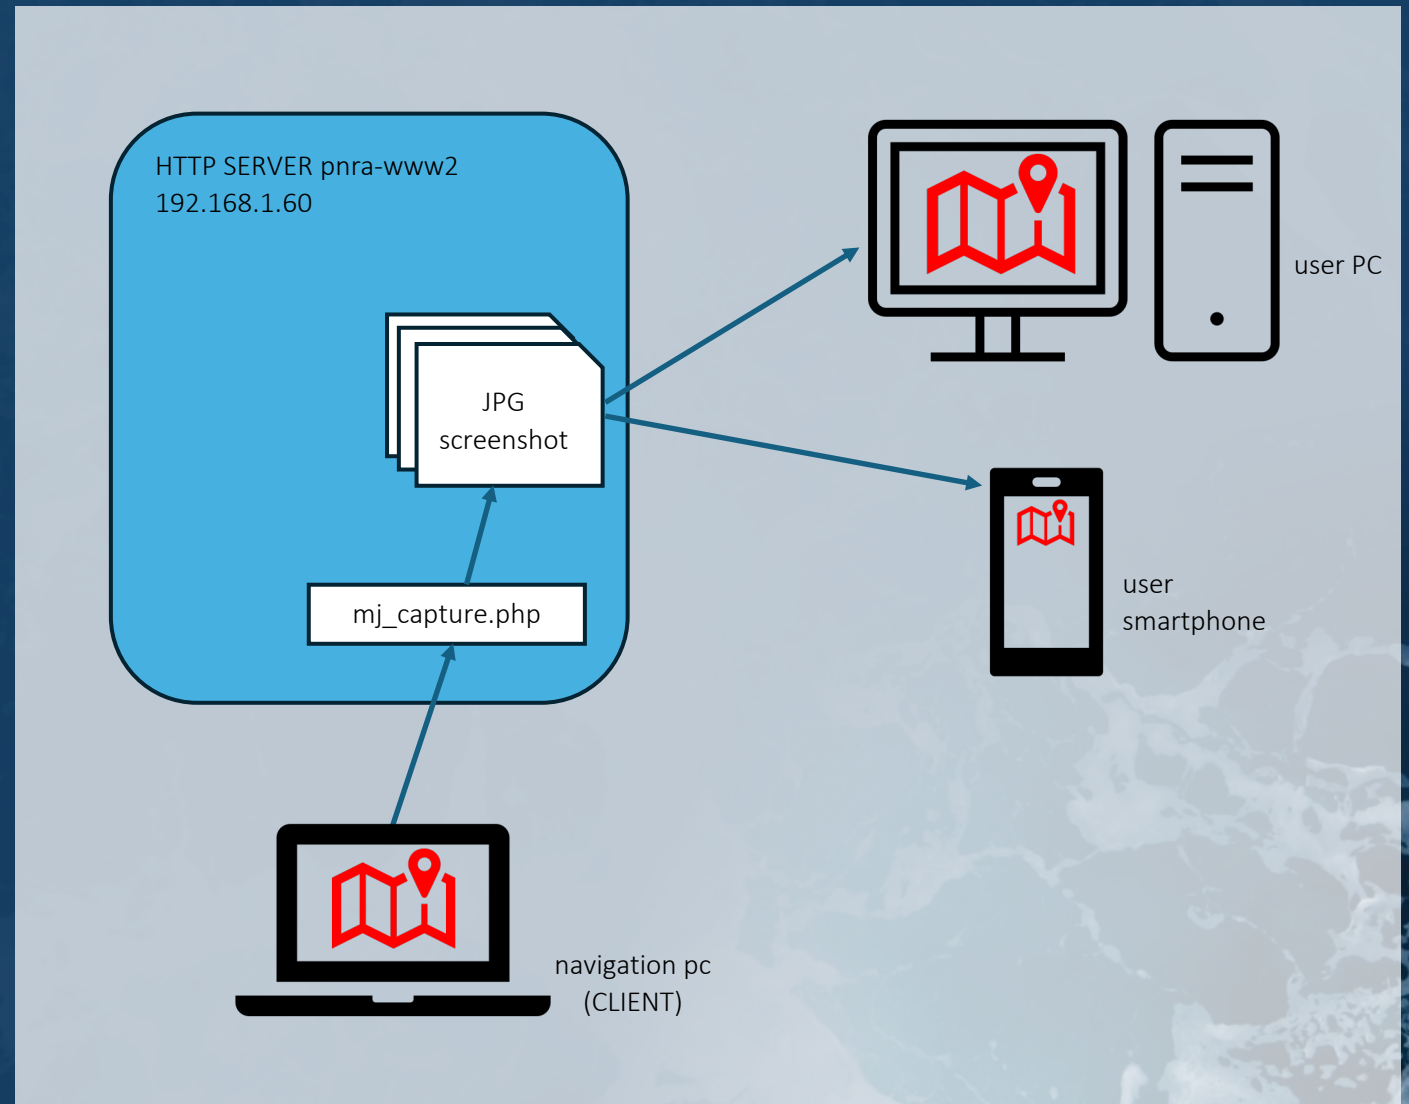 HTTP SERVER pnra-www2
192.168.1.60
JPG
screenshot
mj_capture.php
user PC
user
smartphone
navigation pc
(CLIENT)